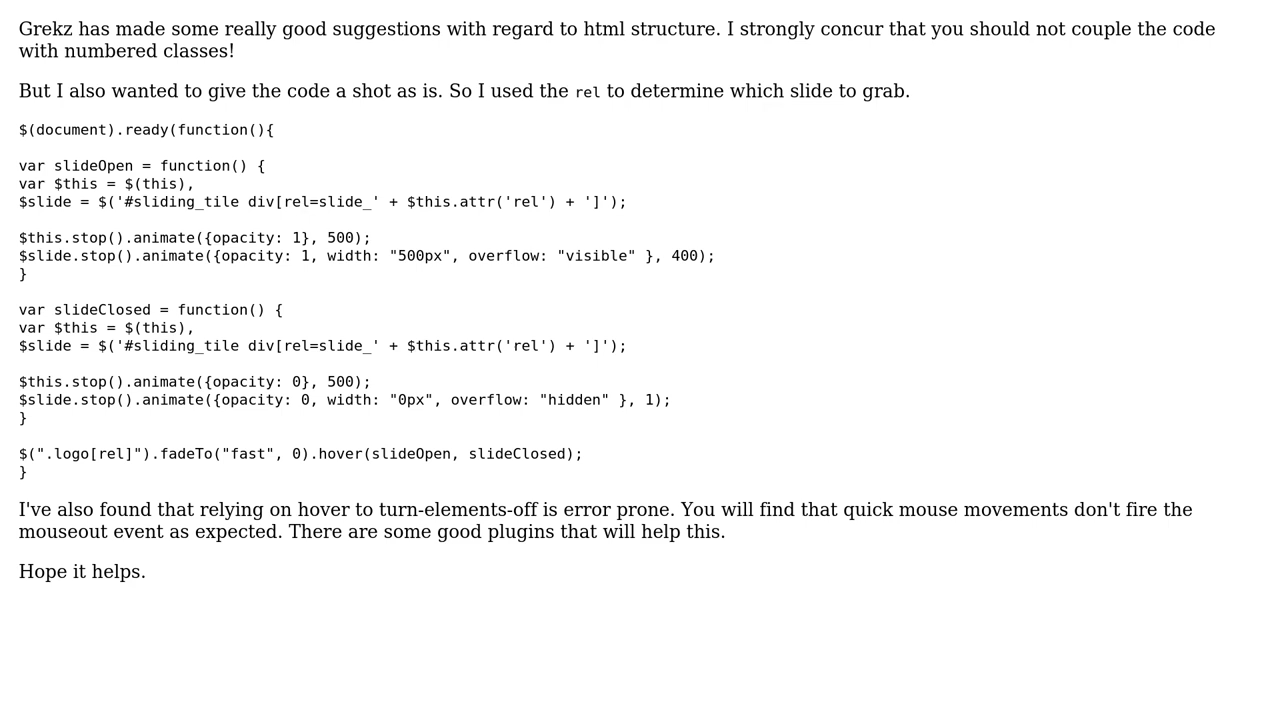 Grekz has made some really good suggestions with regard to html structure. I strongly concur that you should not couple the code
with numbered classes!
But I also wanted to give the code a shot as is. So I used the rel to determine which slide to grab.
$(document).ready(function(){
var slideOpen = function() {
var $this = $(this),
$slide = $('#sliding_tile div[rel=slide_' + $this.attr('rel') + ']');
$this.stop().animate({opacity: 1}, 500);
$slide.stop().animate({opacity: 1, width: "500px", overflow: "visible" }, 400);
}
var slideClosed = function() {
var $this = $(this),
$slide = $('#sliding_tile div[rel=slide_' + $this.attr('rel') + ']');
$this.stop().animate({opacity: 0}, 500);
$slide.stop().animate({opacity: 0, width: "0px", overflow: "hidden" }, 1);
}
$(".logo[rel]").fadeTo("fast", 0).hover(slideOpen, slideClosed);
}
I've also found that relying on hover to turn-elements-off is error prone. You will find that quick mouse movements don't fire the
mouseout event as expected. There are some good plugins that will help this.
Hope it helps.